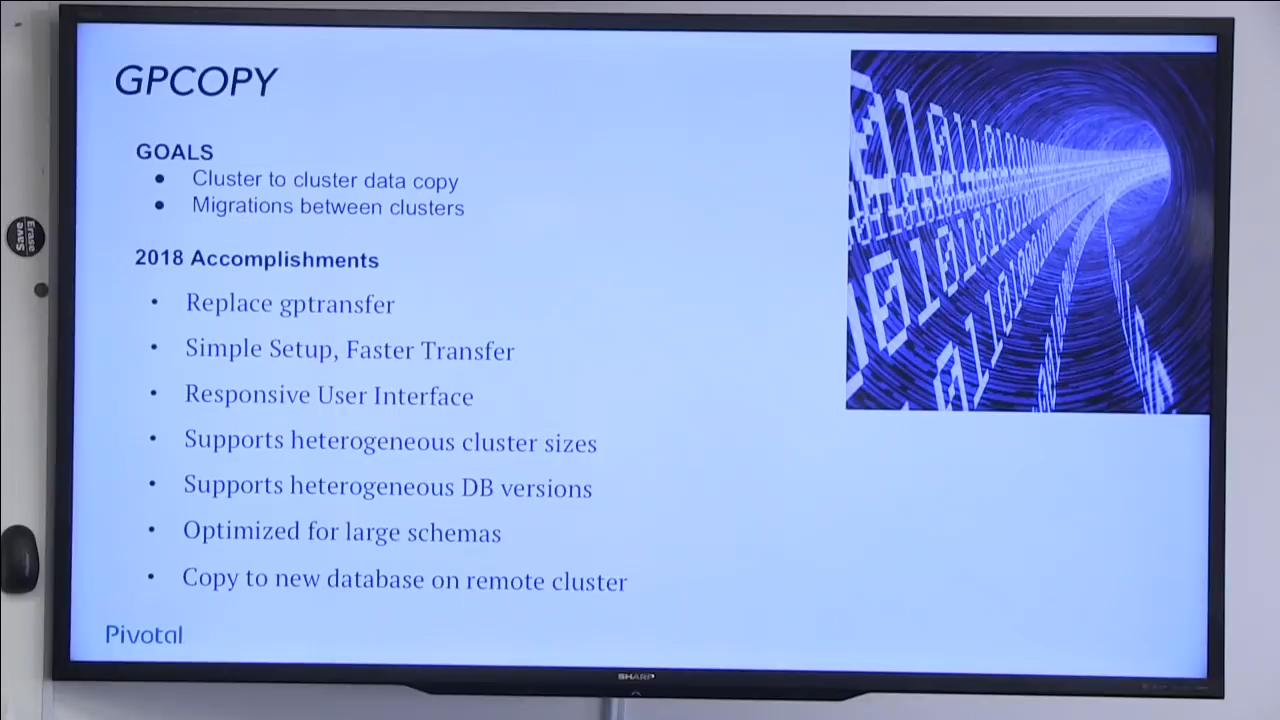 GPCOPY
GOALS
● Cluster to cluster data copy
● Migrations between clusters
2018 Accomplishments
• Replace gptransfer
• Simple Setup, Faster Transfer
• Responsive User Interface
• Supports heterogeneous cluster sizes
• Supports heterogeneous DB versions
• Optimized for large schemas
• Copy to new database on remote cluster
Pivotal
SHARP
Save
Erase